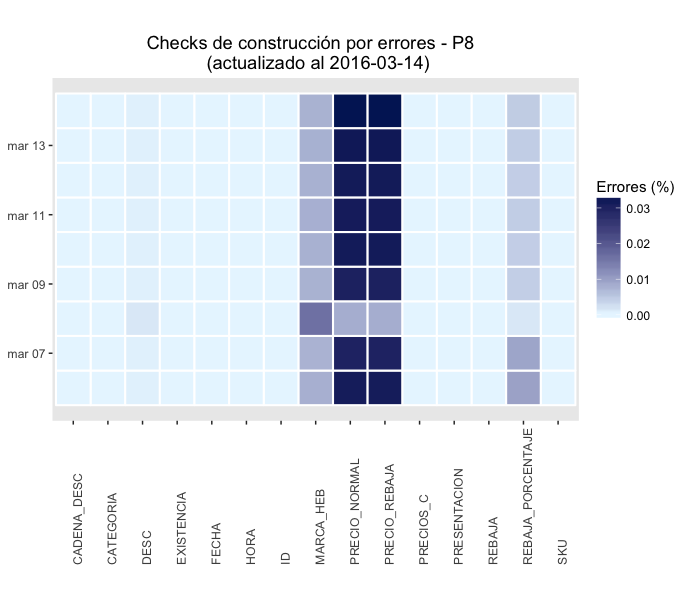 Checks de construcción por errores - P8
(actualizado al 2016-03-14)
mar 13
mar 11
mar 09
mar 07
Errores (%)
0.03
0.02
0.01
0.00
CADENA_DESC
CATEGORIA
DESC
EXISTENCIA
FECHA
HORA
ID
MARCA_HEB
PRECIO_NORMAL
PRECIO_REBAJA
PRECIOS_C
PRESENTACION
REBAJA
REBAJA_PORCENTAJE
SKU